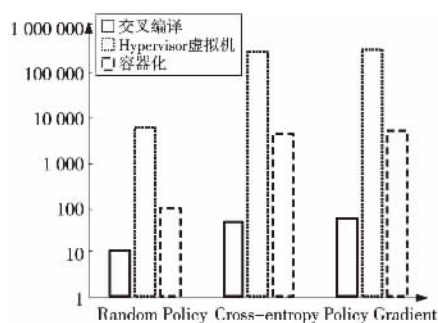 1 000 000
100 000
10 000
1 000
100
10
1
交叉编译
Hypervisor虚拟机
容器化
Random Policy Cross-entropy Policy Gradient